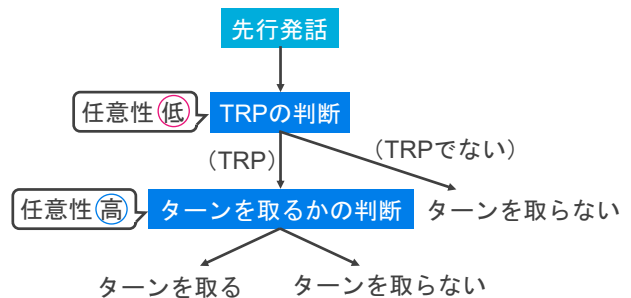 先行発話
任意性低
TRPの判断
（TRP）
（TRPでない）
任意性高
ターンを取るかの判断
ターンを取らない
ターンを取る
ターンを取らない